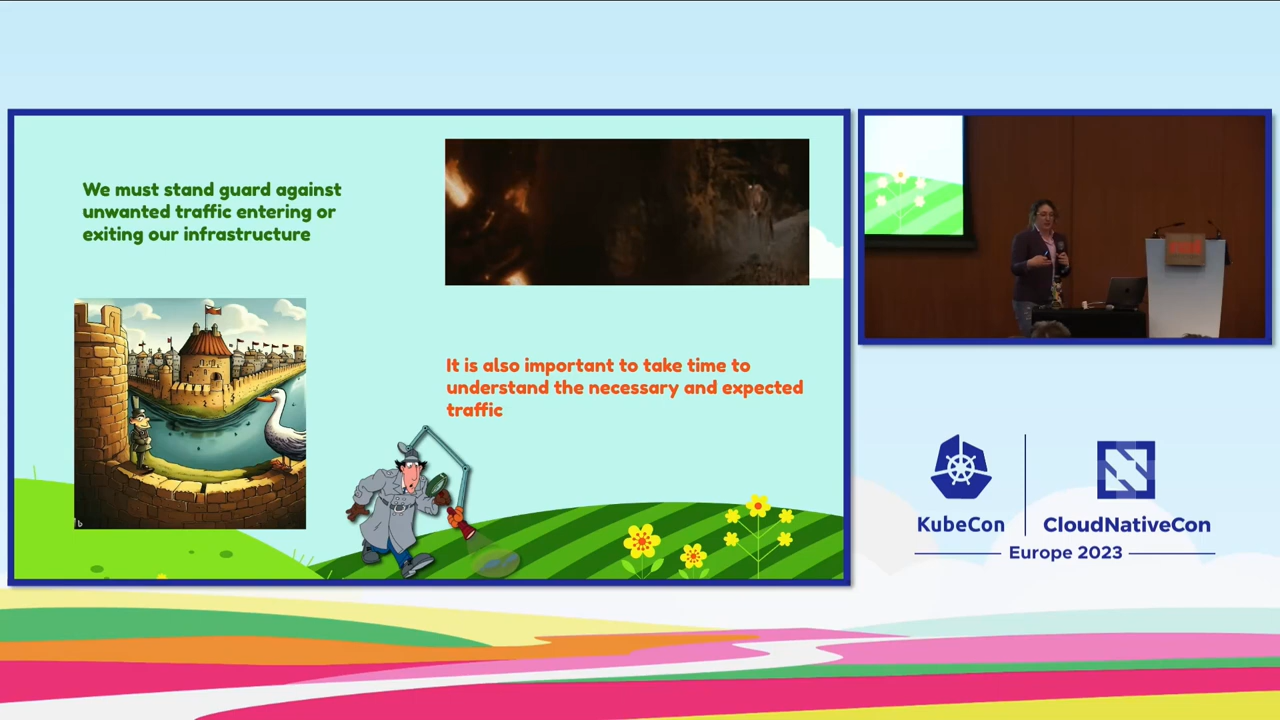 We must stand guard against
unwanted traffic entering or
exiting our infrastructure
It is also important to take time to
understand the necessary and expected
traffic
b
KubeCon
CloudNativeCon
Europe 2023